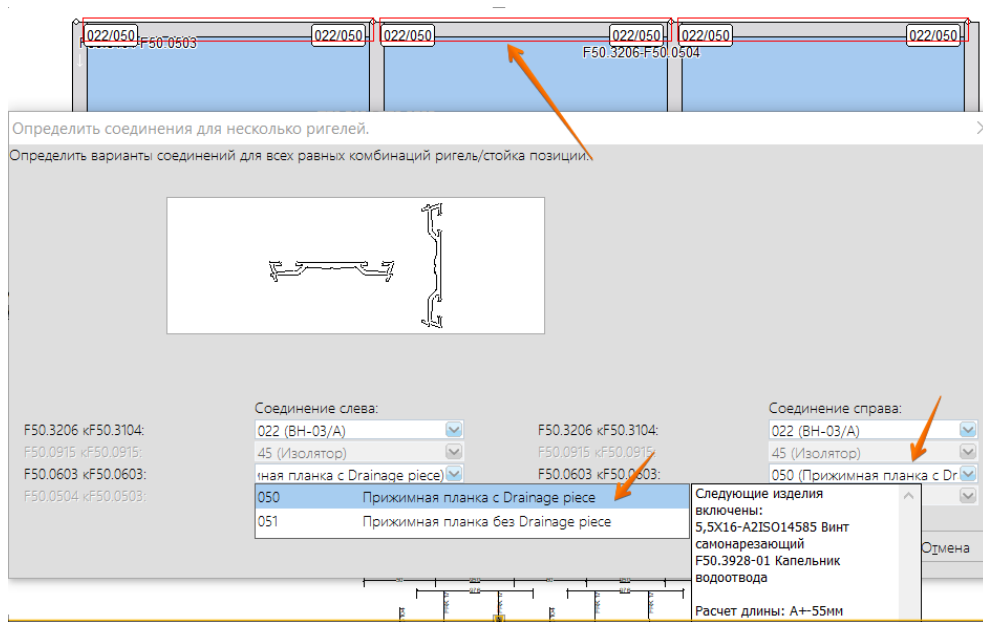 022/050 022/050 022/050 022/050 022/050 022/050
F50.0503
F50.3206-F50.0504
Определить соединения для несколько ригелей.
Определить варианты соединений для всех равных комбинаций ригель/стойка позиции.
Соединение слева: Соединение справа:
F50.3206 кF50.3104: 022 (ВН-03/А) F50.3206 кF50.3104: 022 (ВН-03/А)
F50.0915 кF50.0915: 45 (Изолятор) F50.0915 кF50.0915: 45 (Изолятор)
F50.0603 кF50.0603: ная планка с Drainage piece) F50.0603 кF50.0603: 050 (Прижимная планка с Dr
F50.0504 кF50.0503:
050 Прижимная планка с Drainage piece
051 Прижимная планка без Drainage piece
Следующие изделия
включены:
5,5X16-A2ISO14585 Винт
самонарезающий
F50.3928-01 Капельник
водоотвода
Расчет длины: A+-55мм
Отмена